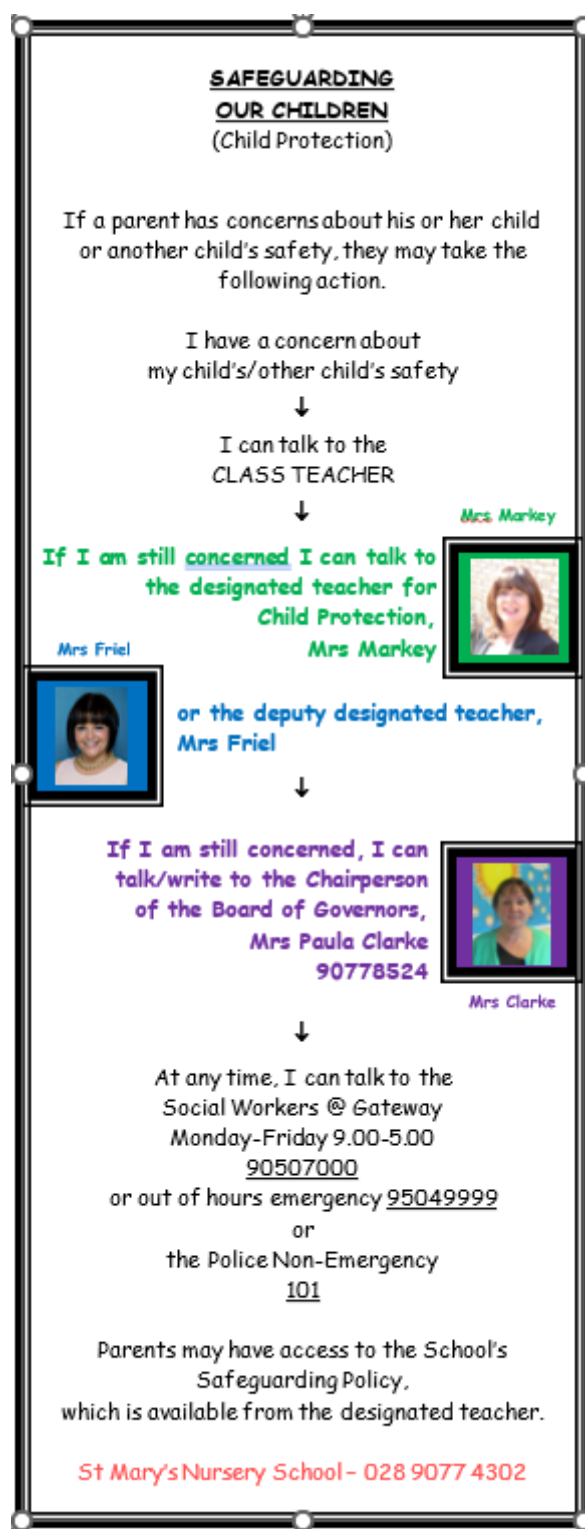 SAFEGUARDING
OUR CHILDREN
(Child Protection)
If a parent has concerns about his or her child
or another child's safety, they may take the
following action.
I have a concern about
my child's/other child's safety
↓
I can talk to the
CLASS TEACHER
↓
Mrs Markey
If I am still concerned I can talk to
the designated teacher for
Child Protection,
Mrs Markey
Mrs Friel
or the deputy designated teacher,
Mrs Friel
↓
If I am still concerned, I can
talk/write to the Chairperson
of the Board of Governors,
Mrs Paula Clarke
90778524
Mrs Clarke
↓
At any time, I can talk to the
Social Workers @ Gateway
Monday-Friday 9.00-5.00
90507000
or out of hours emergency 95049999
or
the Police Non-Emergency
101
Parents may have access to the School's
Safeguarding Policy,
which is available from the designated teacher.
St Mary's Nursery School – 028 9077 4302